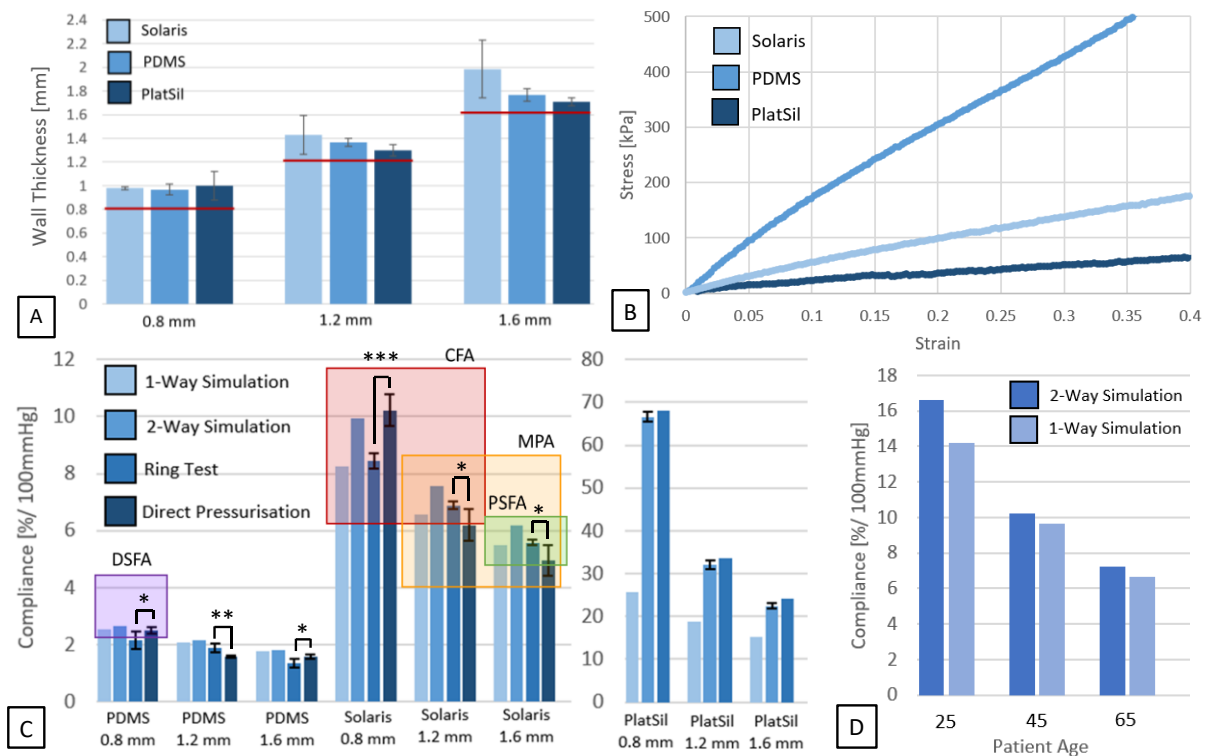 2.4
2.2
2
1.8
1.6
1.4
1.2
1
0.8
0.6
0.4
0.2
0
Wall Thickness [mm]
Solaris
PDMS
PlatSil
0.8 mm
1.2 mm
1.6 mm
A
500
400
300
200
100
0
Stress [kPa]
Solaris
PDMS
PlatSil
0
0.05
0.1
0.15
0.2
0.25
0.3
0.35
0.4
Strain
B
12
10
8
6
4
2
0
Compliance [%/ 100mmHg]
1-Way Simulation
2-Way Simulation
Ring Test
Direct Pressurisation
DSFA
*
**
*
***
CFA
MPA
*
PSFA
*
PDMS
0.8 mm
PDMS
1.2 mm
PDMS
1.6 mm
Solaris
0.8 mm
Solaris
1.2 mm
Solaris
1.6 mm
C
80
70
60
50
40
30
20
10
0
PlatSil
0.8 mm
PlatSil
1.2 mm
PlatSil
1.6 mm
18
16
14
12
10
8
6
4
2
0
Compliance [%/ 100mmHg]
2-Way Simulation
1-Way Simulation
25
45
65
Patient Age
D